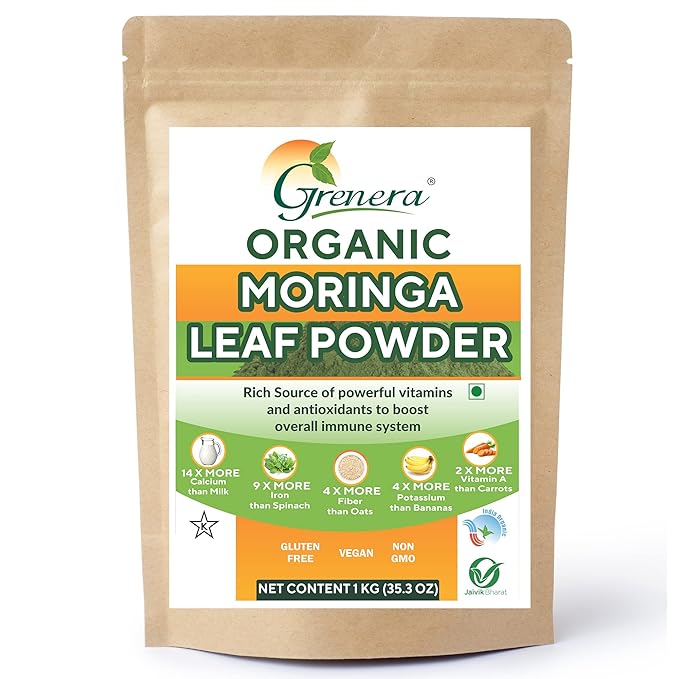 Grenera®
ORGANIC
MORINGA
LEAF POWDER
Rich Source of powerful vitamins
and antioxidants to boost
overall immune system
14 X MORE
Calcium
than Milk
9 X MORE
Iron
than Spinach
4 X MORE
Fiber
than Oats
4 X MORE
Potassium
than Bananas
2 X MORE
Vitamin A
than Carrots
K
India Organic
GLUTEN
FREE
VEGAN
NON
GMO
Jaivik Bharat
NET CONTENT 1 KG (35.3 OZ)